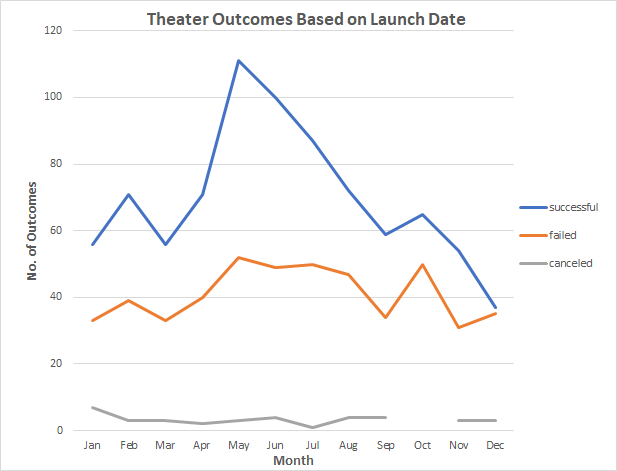 Theater Outcomes Based on Launch Date
120
100
80
60
40
20
0
No. of Outcomes
Jan Feb Mar Apr May Jun Jul Aug Sep Oct Nov Dec
Month
successful
failed
canceled